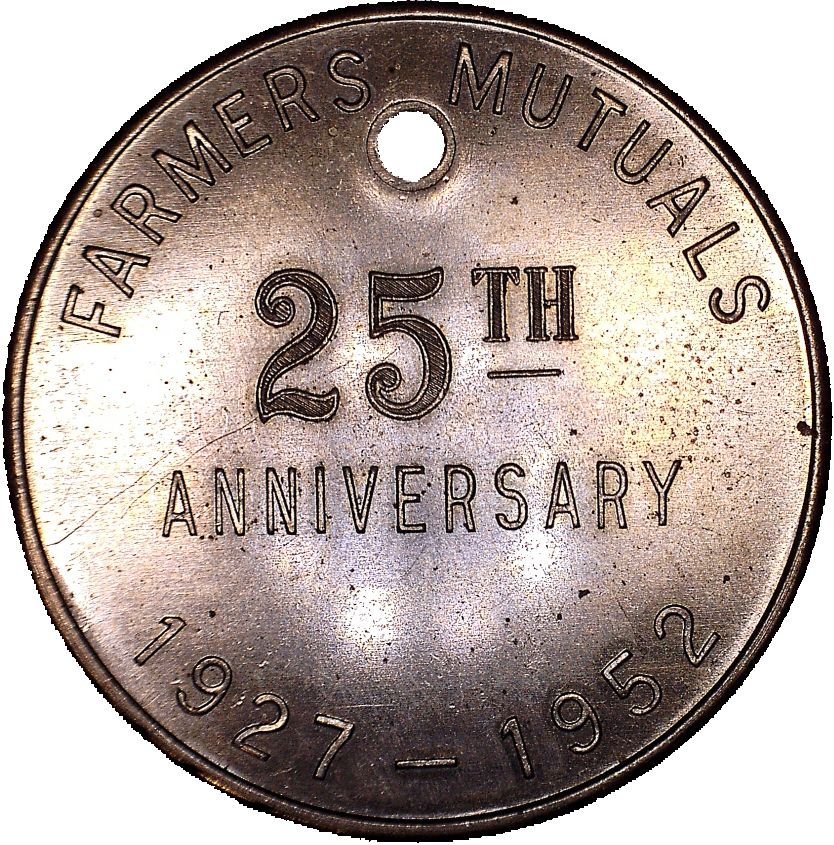 FARMERS MUTUALS
25TH
ANNIVERSARY
1927 — 1952